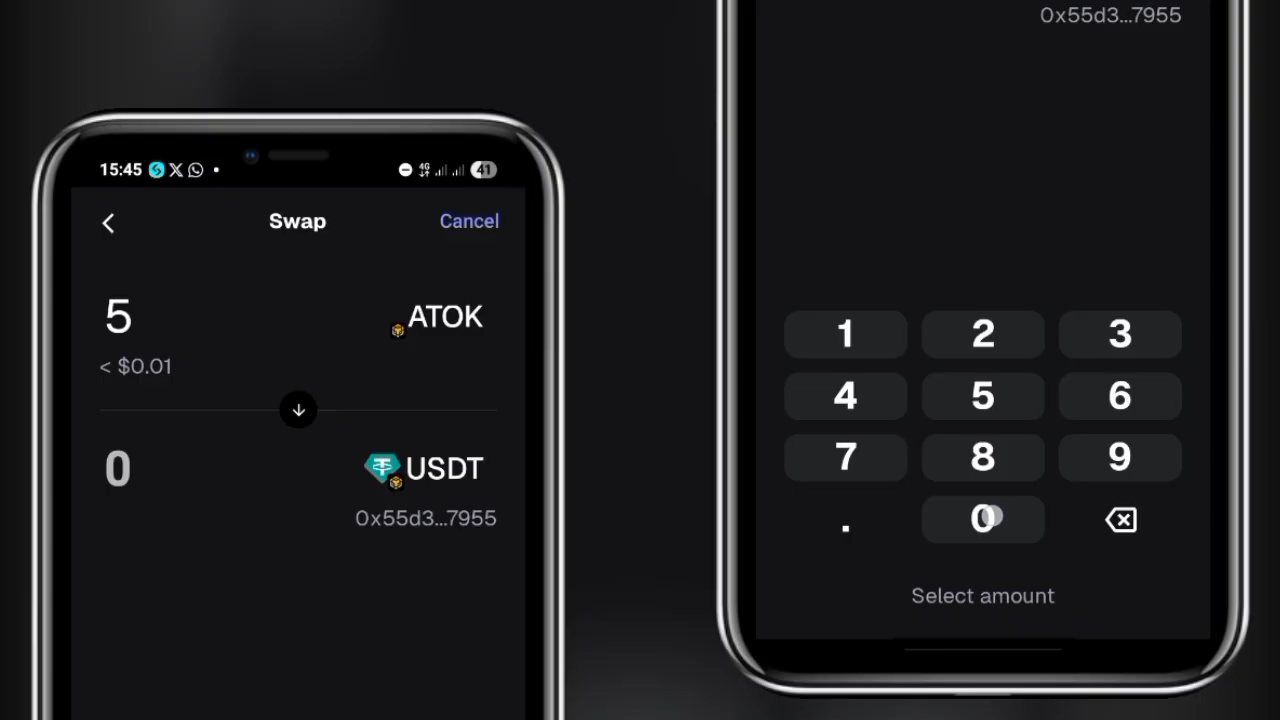 15:45 4G 41
Swap Cancel
5 ATOK
< $0.01
0 USDT
0x55d3...7955
0x55d3...7955
1 2 3
4 5 6
7 8 9
. 0
Select amount